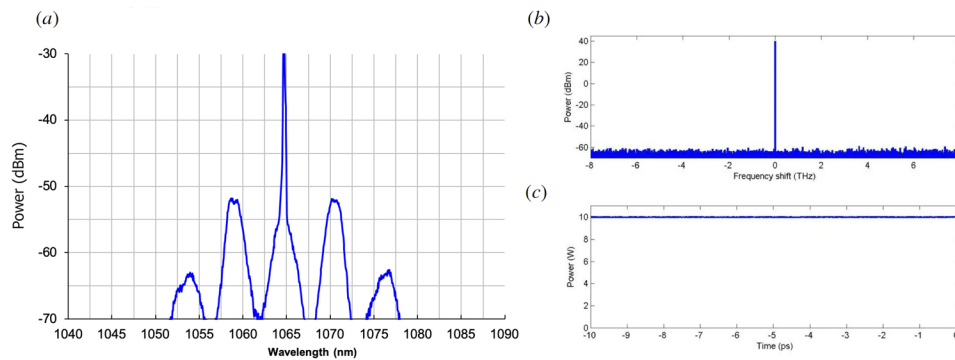 (a)
-30
-40
-50
-60
-70
Power (dBm)
1040 1045 1050 1055 1060 1065 1070 1075 1080 1085 1090
Wavelength (nm)
(b)
40
20
0
-20
-40
-60
Power (dBm)
-8 -6 -4 -2 0 2 4 6
Frequency shift (THz)
(c)
10
8
6
4
2
0
Power (W)
-10 -9 -8 -7 -6 -5 -4 -3 -2 -1 0
Time (ps)